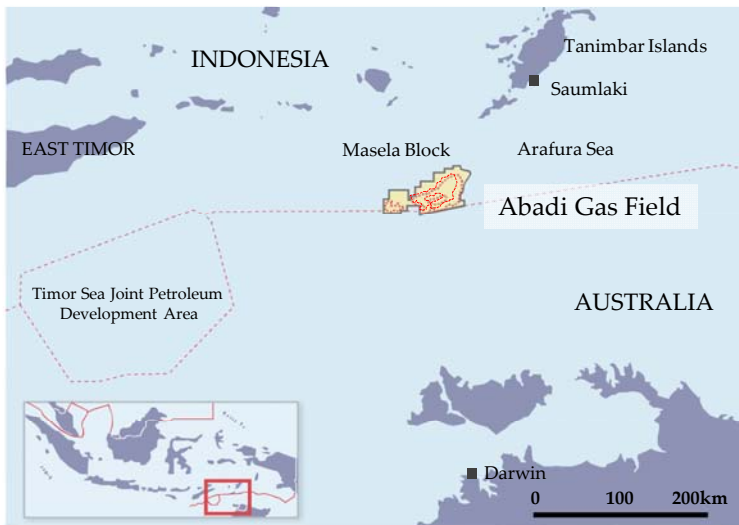 INDONESIA
Tanimbar Islands
Saumlaki
EAST TIMOR
Masela Block
Arafura Sea
Abadi Gas Field
Timor Sea Joint Petroleum
Development Area
AUSTRALIA
Darwin
0 100 200km